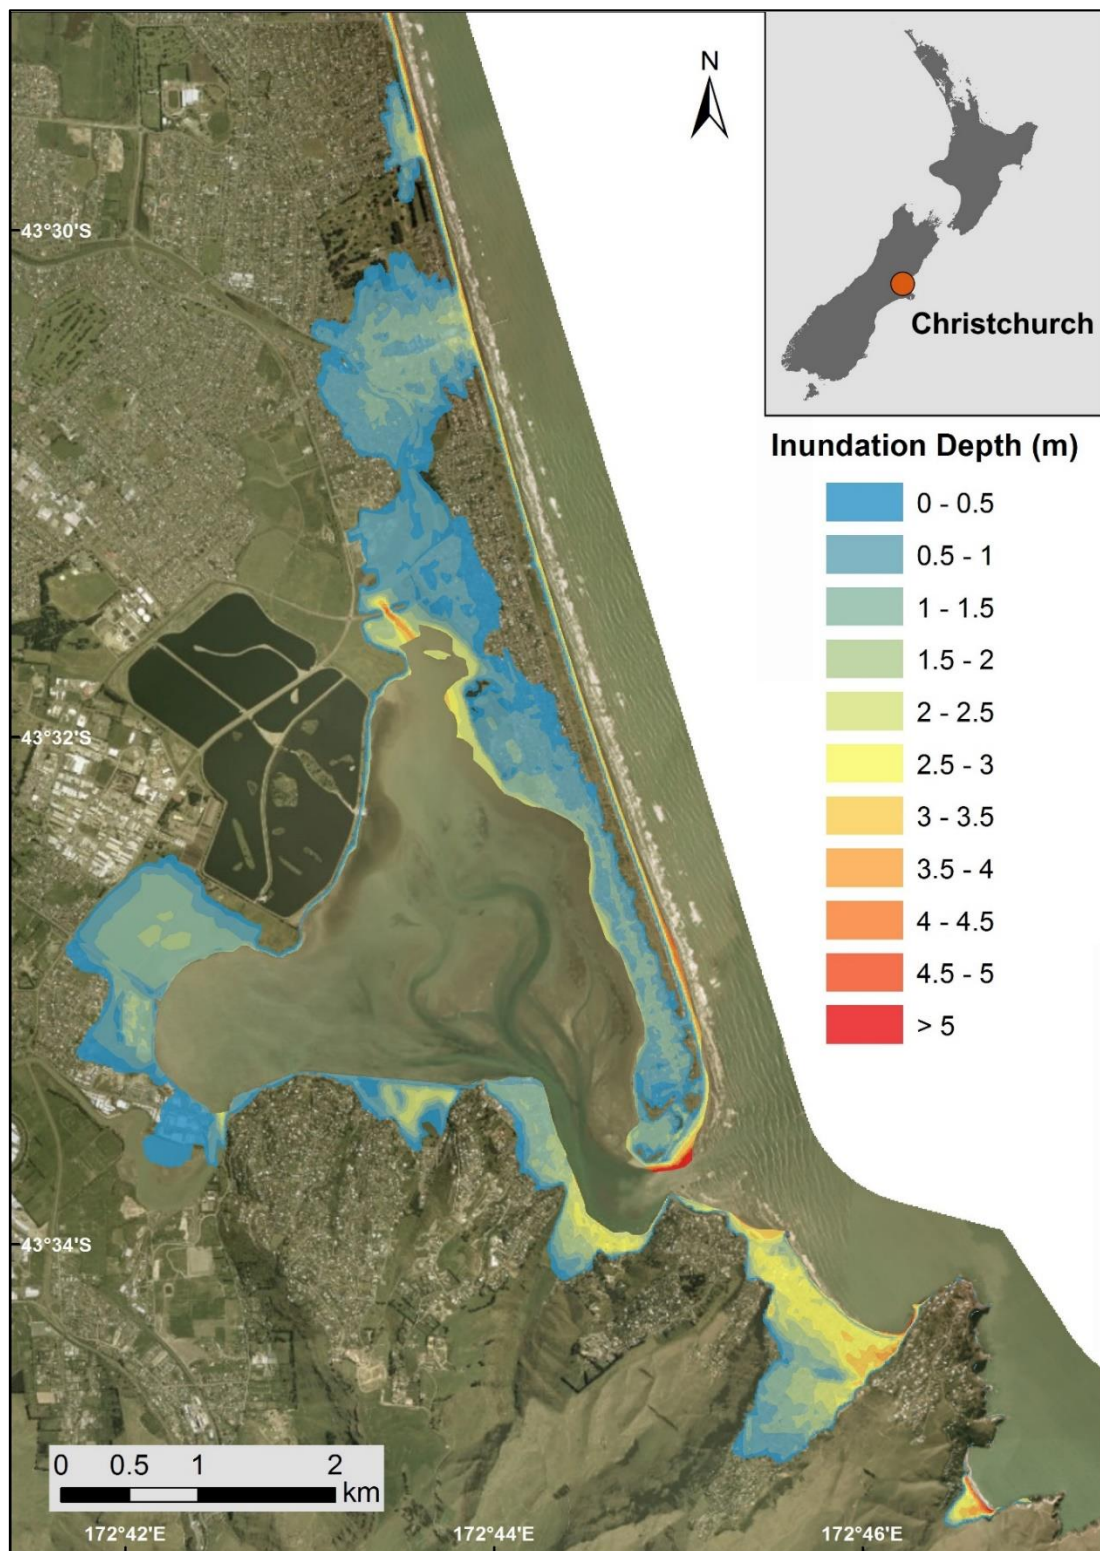 N
Christchurch
43°30'S
Inundation Depth (m)
0 - 0.5
0.5 - 1
1 - 1.5
1.5 - 2
2 - 2.5
2.5 - 3
3 - 3.5
3.5 - 4
4 - 4.5
4.5 - 5
> 5
43°32'S
43°34'S
0 0.5 1 2
km
172°42'E 172°44'E 172°46'E